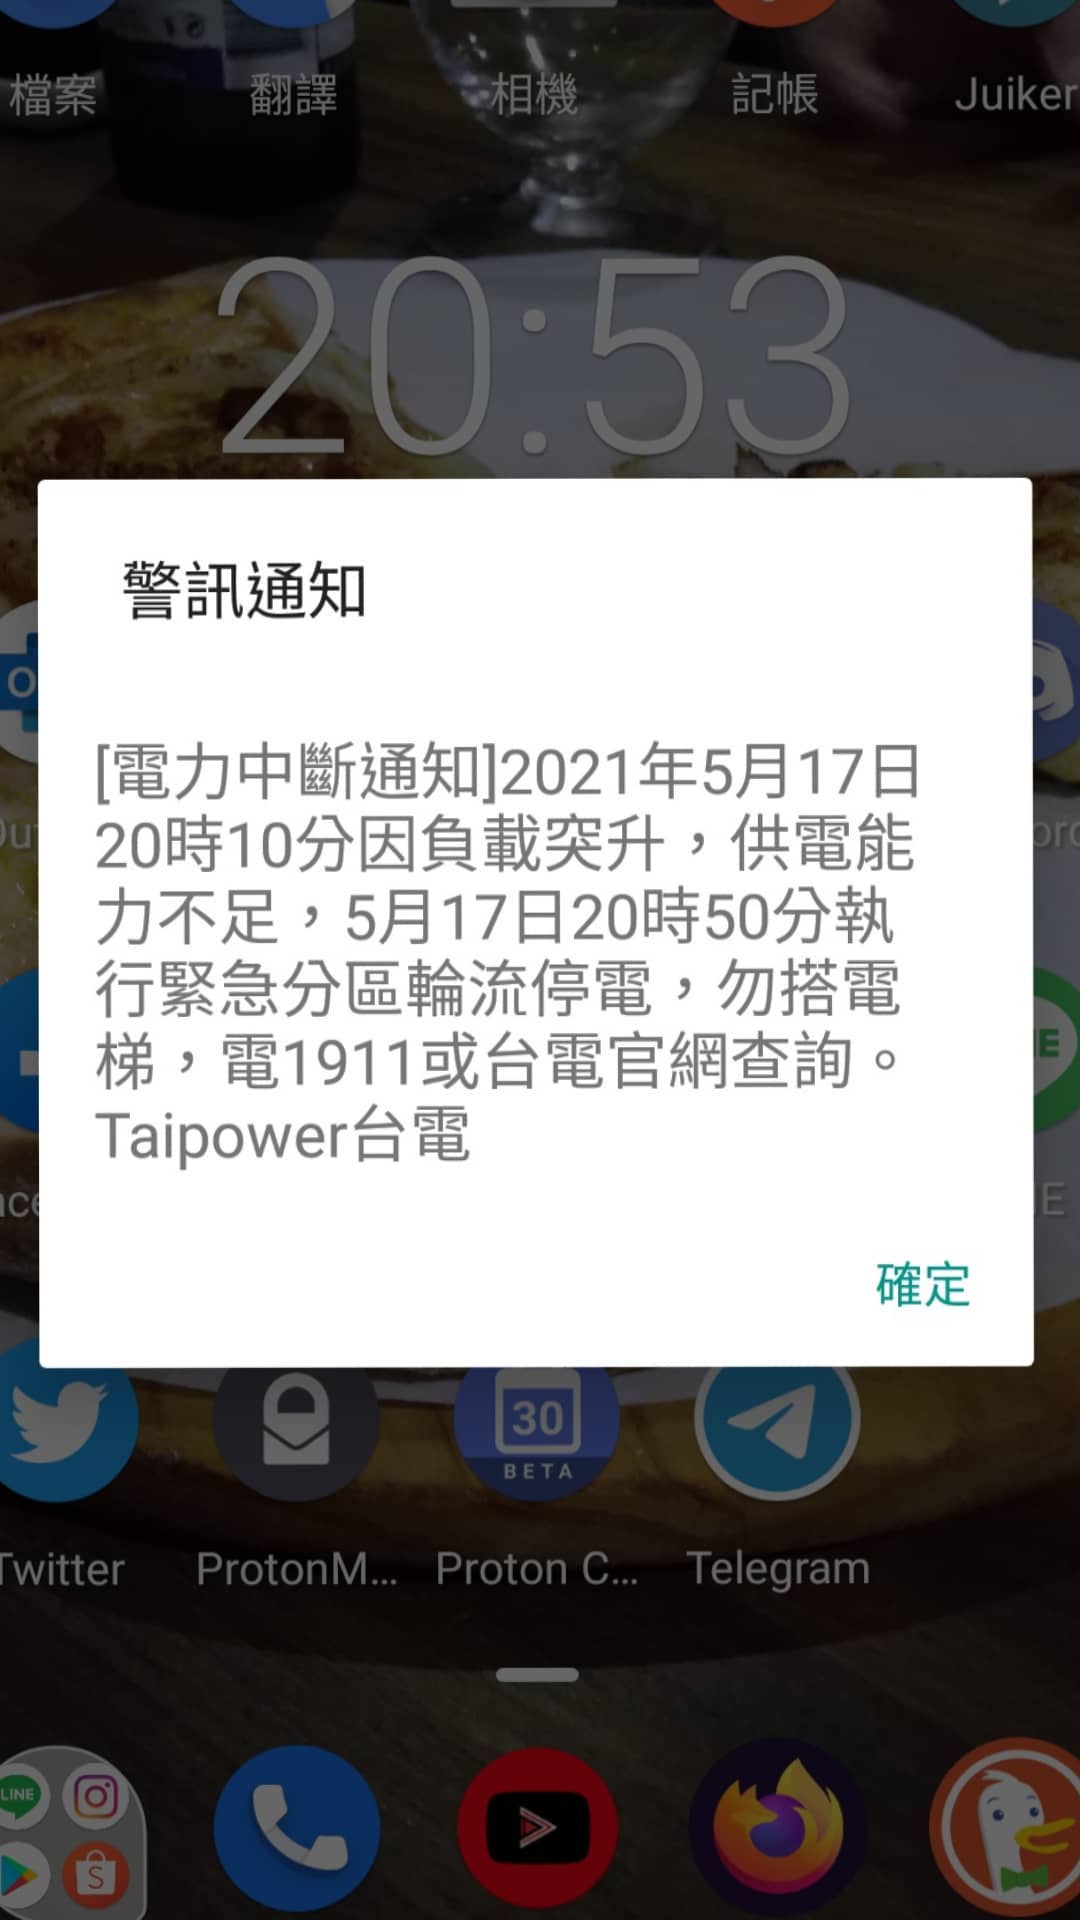 檔案
翻譯
相機
記帳
Juiker
20:53
警訊通知
[電力中斷通知]2021年5月17日
20時10分因負載突升，供電能
力不足，5月17日20時50分執
行緊急分區輪流停電，勿搭電
梯，電1911或台電官網查詢。
Taipower台電
確定
30
BETA
Twitter
ProtonM...
Proton C...
Telegram
LINE